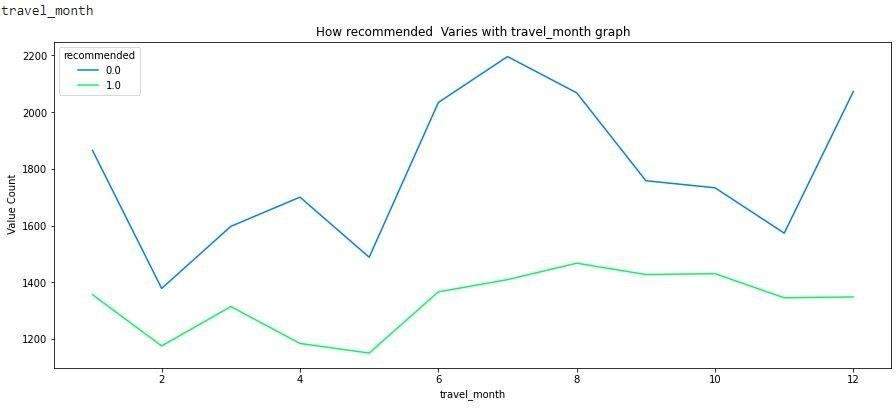 travel_month
How recommended  Varies with travel_month graph
recommended
0.0
1.0
2200
2000
1800
1600
1400
1200
Value Count
2 4 6 8 10 12
travel_month